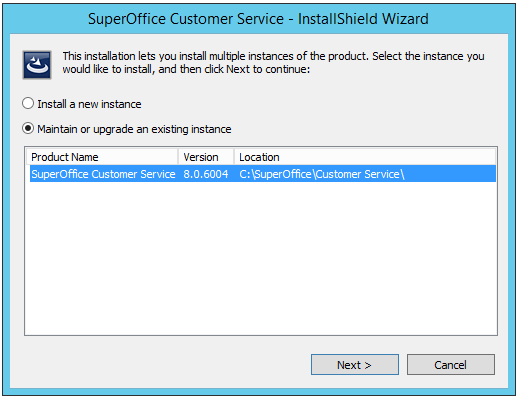 SuperOffice Customer Service - InstallShield Wizard
This installation lets you install multiple instances of the product. Select the instance you
would like to install, and then click Next to continue:
Install a new instance
Maintain or upgrade an existing instance
Product Name Version Location
SuperOffice Customer Service 8.0.6004 C:\SuperOffice\Customer Service\
Next > Cancel